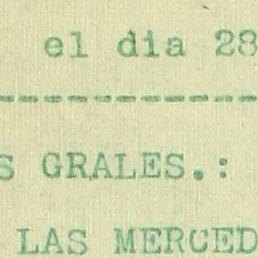 el dia 28
--------------
S GRALES.:
LAS MERCED